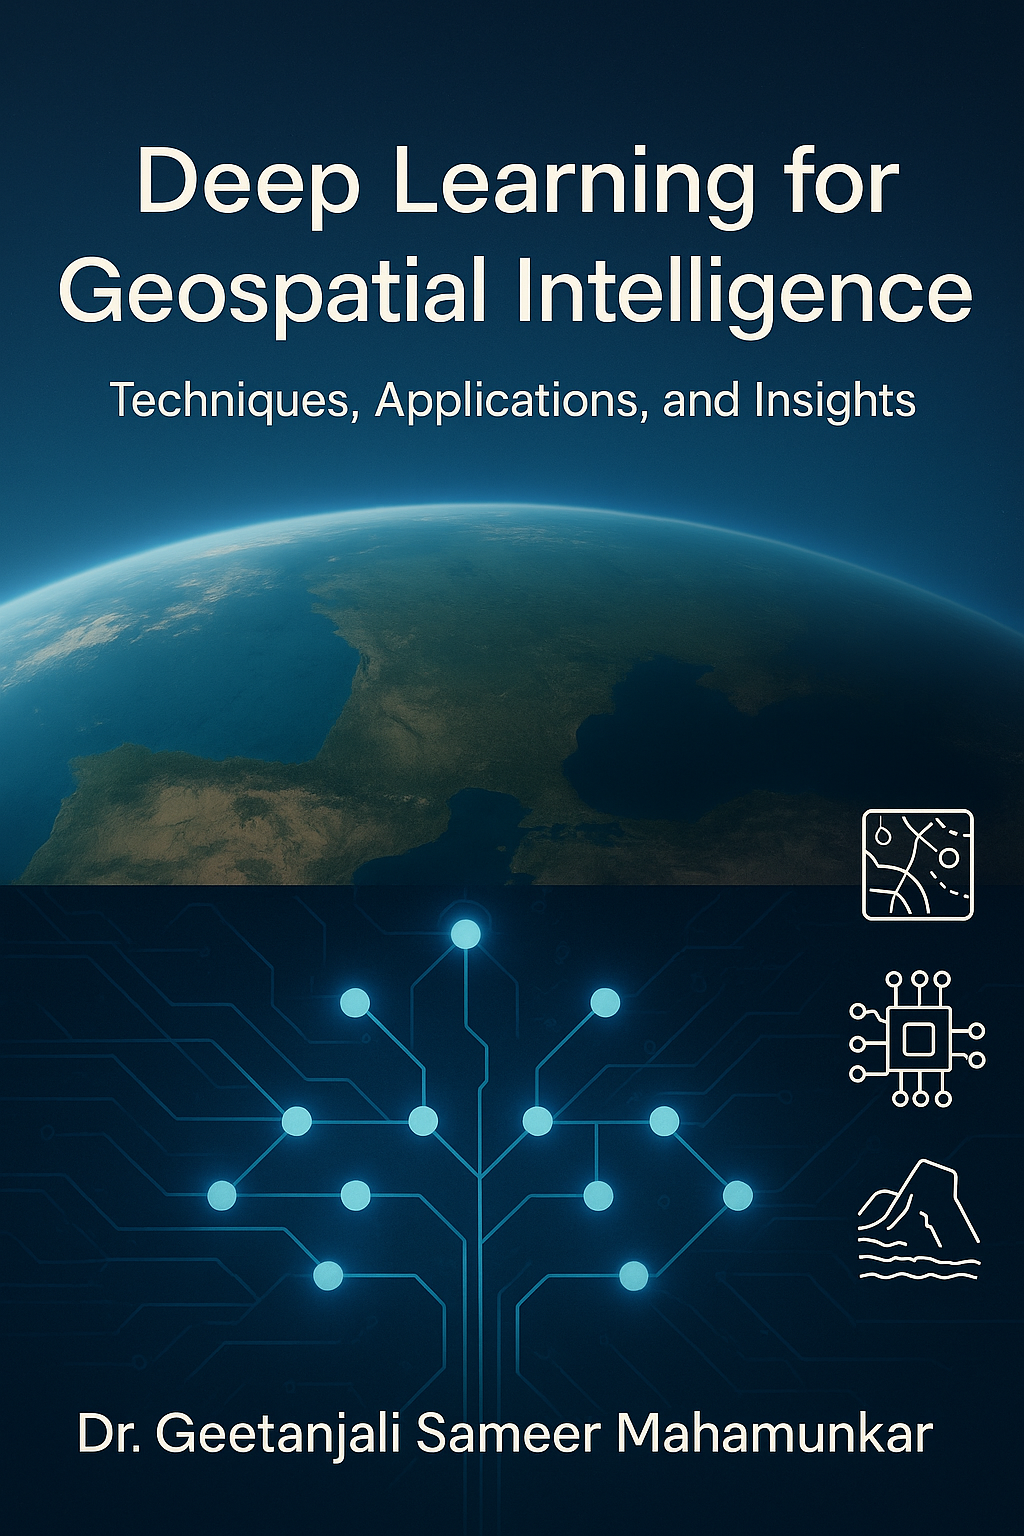 Deep Learning for
Geospatial Intelligence
Techniques, Applications, and Insights
Dr. Geetanjali Sameer Mahamunkar